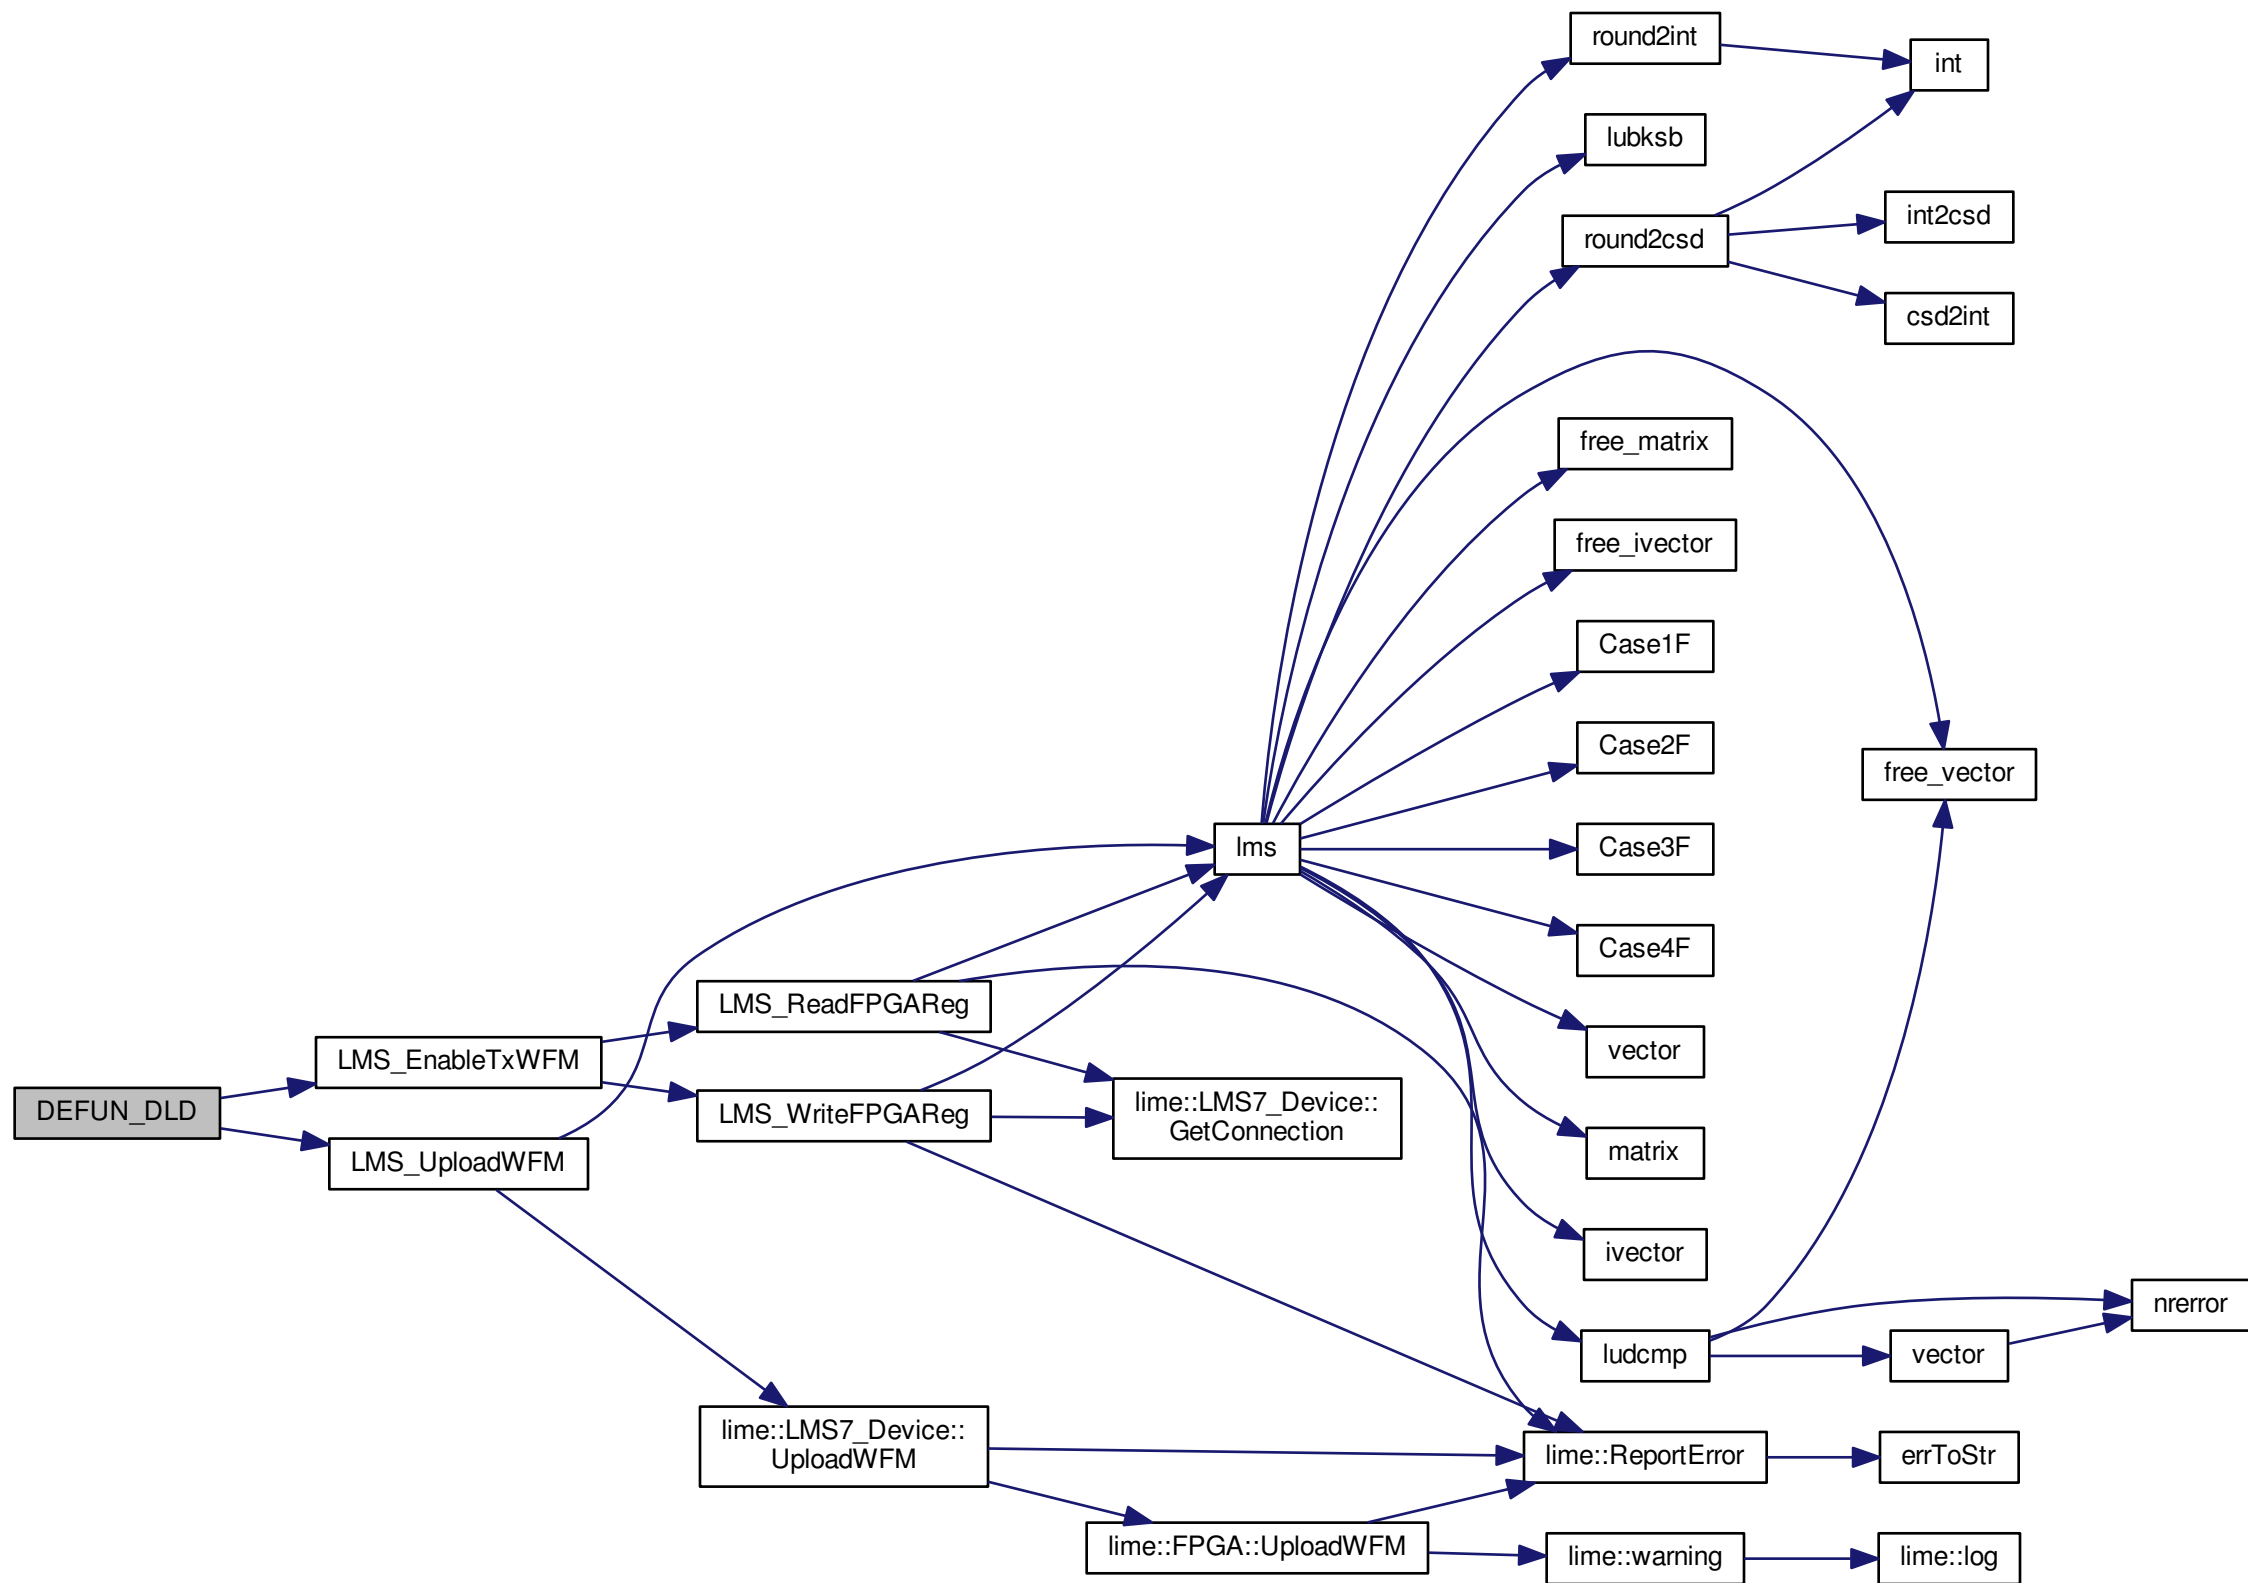 round2int
int
lubksb
int2csd
round2csd
csd2int
free_matrix
free_ivector
Case1F
Case2F
free_vector
lms
Case3F
Case4F
LMS_ReadFPGAReg
vector
LMS_EnableTxWFM
DEFUN_DLD
LMS_WriteFPGAReg
lime::LMS7_Device::
GetConnection
LMS_UploadWFM
matrix
ivector
nrerror
ludcmp
vector
lime::LMS7_Device::
UploadWFM
lime::ReportError
errToStr
lime::FPGA::UploadWFM
lime::warning
lime::log